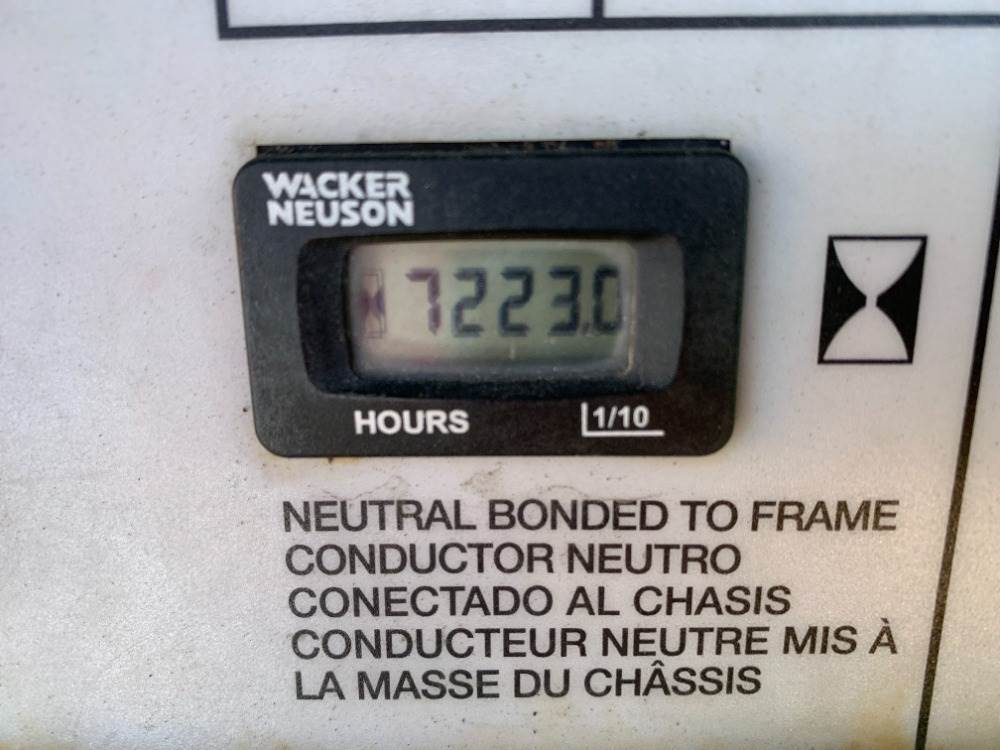 WACKER
NEUSON
7223.0
HOURS 1/10
NEUTRAL BONDED TO FRAME
CONDUCTOR NEUTRO
CONECTADO AL CHASIS
CONDUCTEUR NEUTRE MIS À
LA MASSE DU CHÂSSIS